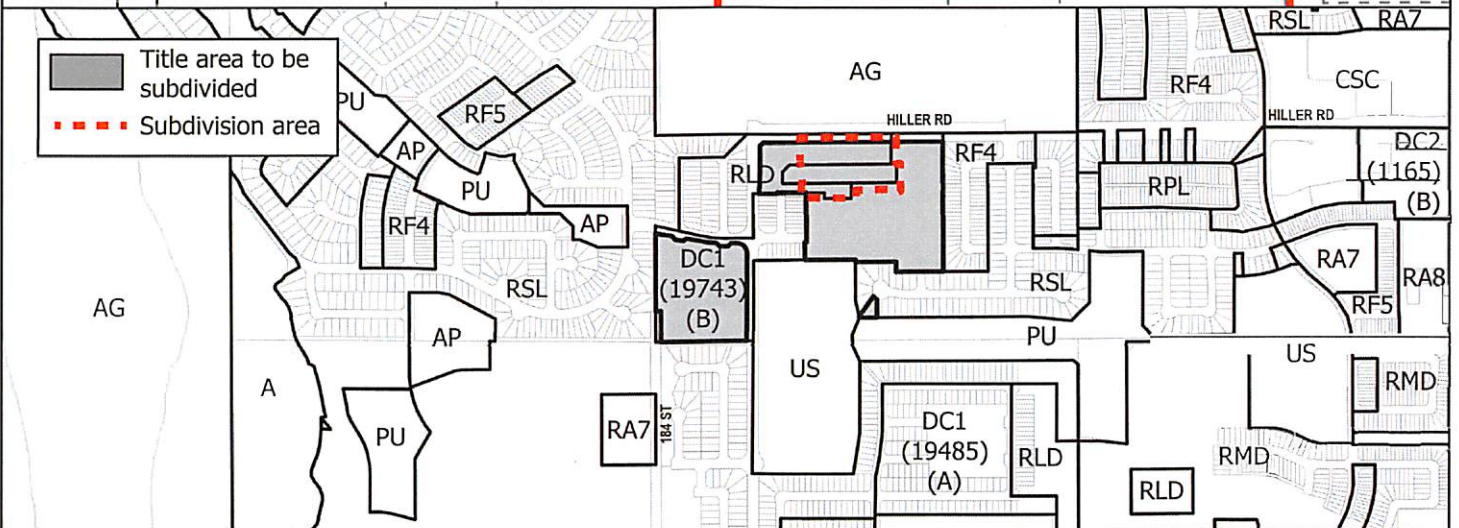 Title area to be
subdivided
Subdivision area
RSL
RA7
PU
RF5
AG
RF4
CSC
HILLER RD
HILLER RD
AP
PU
RF4
AP
RLD
RF4
RPL
DC2
(1165)
(B)
AG
RSL
DC1
(19743)
(B)
RSL
RA7
RF5
RA8
AP
PU
US
US
A
PU
RA7
184 ST
DC1
(19485)
(A)
RLD
RMD
RMD
RLD